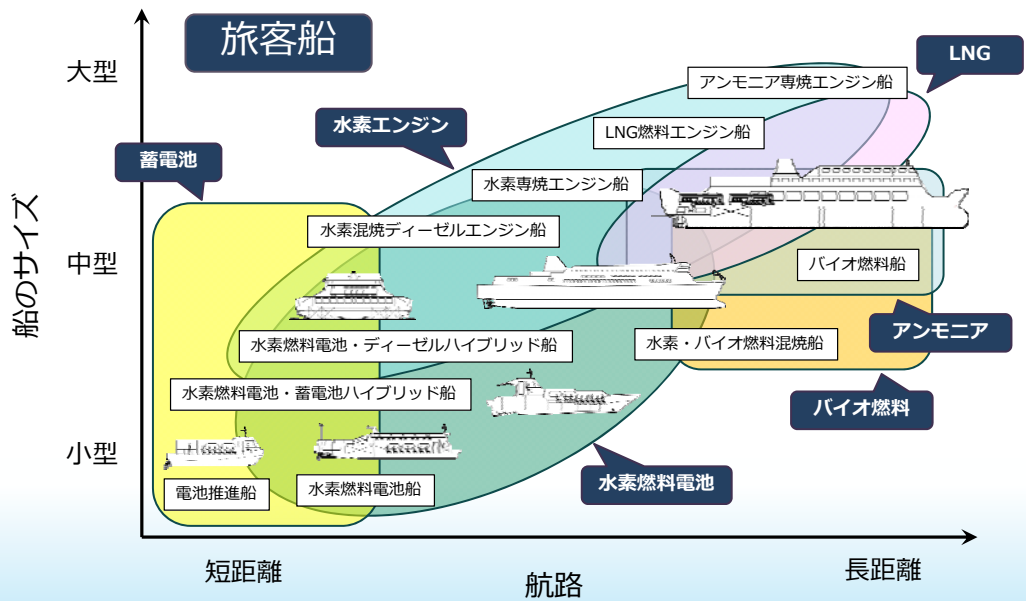 旅客船
大型
LNG
アンモニア専焼エンジン船
水素エンジン
LNG燃料エンジン船
蓄電池
水素専焼エンジン船
船のサイズ
水素混焼ディーゼルエンジン船
中型
バイオ燃料船
アンモニア
水素燃料電池・ディーゼルハイブリッド船
水素・バイオ燃料混焼船
水素燃料電池・蓄電池ハイブリッド船
バイオ燃料
小型
水素燃料電池
電池推進船
水素燃料電池船
短距離
航路
長距離